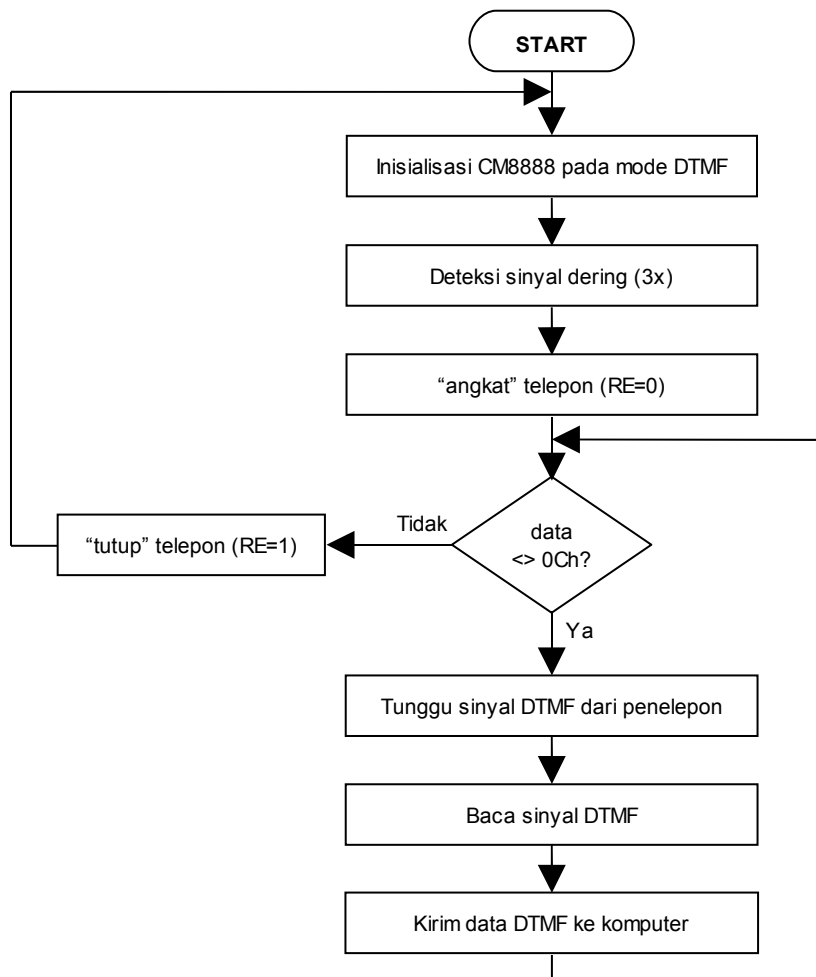 START
Inisialisasi CM8888 pada mode DTMF
Deteksi sinyal dering (3x)
“angkat” telepon (RE=0)
Tidak
“tutup” telepon (RE=1)
data
<> 0Ch?
Ya
Tunggu sinyal DTMF dari penelepon
Baca sinyal DTMF
Kirim data DTMF ke komputer